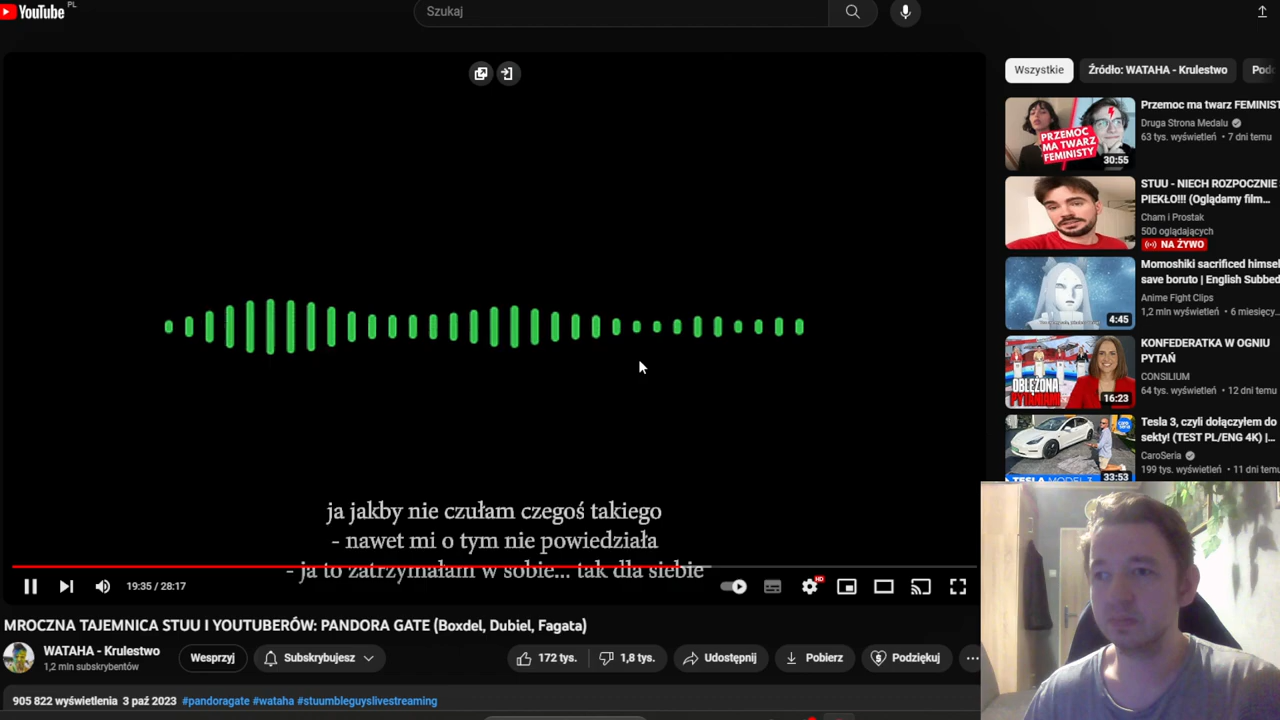 YouTube PL
Szukaj
ja jakby nie czułam czegoś takiego
- nawet mi o tym nie powiedziała
- ja to zatrzymałam w sobie... tak dla siebie
19:35 / 28:17
HD
MROCZNA TAJEMNICA STUU I YOUTUBERÓW: PANDORA GATE (Boxdel, Dubiel, Fagata)
WATAHA - Krulestwo
1,2 mln subskrybentów
Wesprzyj
Subskrybujesz
172 tys.
1,8 tys.
Udostępnij
Pobierz
Podziękuj
905 822 wyświetlenia 3 paź 2023 #pandoragate #wataha #stuumbleguyslivestreaming
Wszystkie
Źródło: WATAHA - Krulestwo
Pod
PRZEMOC
MA TWARZ
FEMINISTY
30:55
Przemoc ma twarz FEMINIST
Druga Strona Medalu
63 tys. wyświetleń • 7 dni temu
STUU - NIECH ROZPOCZNIE
PIEKŁO!!! (Oglądamy film...
Cham i Prostak
500 oglądających
NA ŻYWO
4:45
Momoshiki sacrificed himsel
save boruto | English Subbed
Anime Fight Clips
1,2 mln wyświetleń • 6 miesięcy
OBLĘŻONA
PYTANIAMI
16:23
KONFEDERATKA W OGNIU
PYTAŃ
CONSILIUM
64 tys. wyświetleń • 12 dni temu
TESLA MODEL 3
33:53
Tesla 3, czyli dołączyłem do
sekty! (TEST PL/ENG 4K) |...
CaroSeria
199 tys. wyświetleń • 11 dni temu